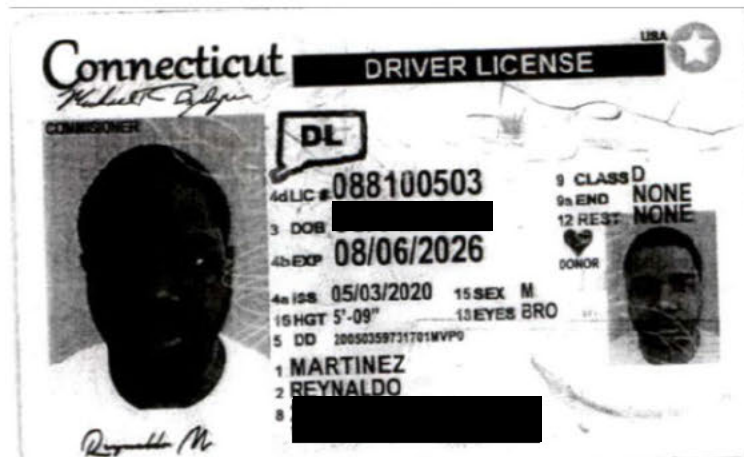 Connecticut
USA
DRIVER LICENSE
COMMISIONER
DL
4d LIC # 088100503
9 CLASS D
9a END NONE
3 DOB
12 REST NONE
4b EXP 08/06/2026
DONOR
4a ISS 05/03/2020 15 SEX M
16 HGT 5'-09" 18 EYES BRO
5 DD 20050359731701MVP0
1 MARTINEZ
2 REYNALDO
8